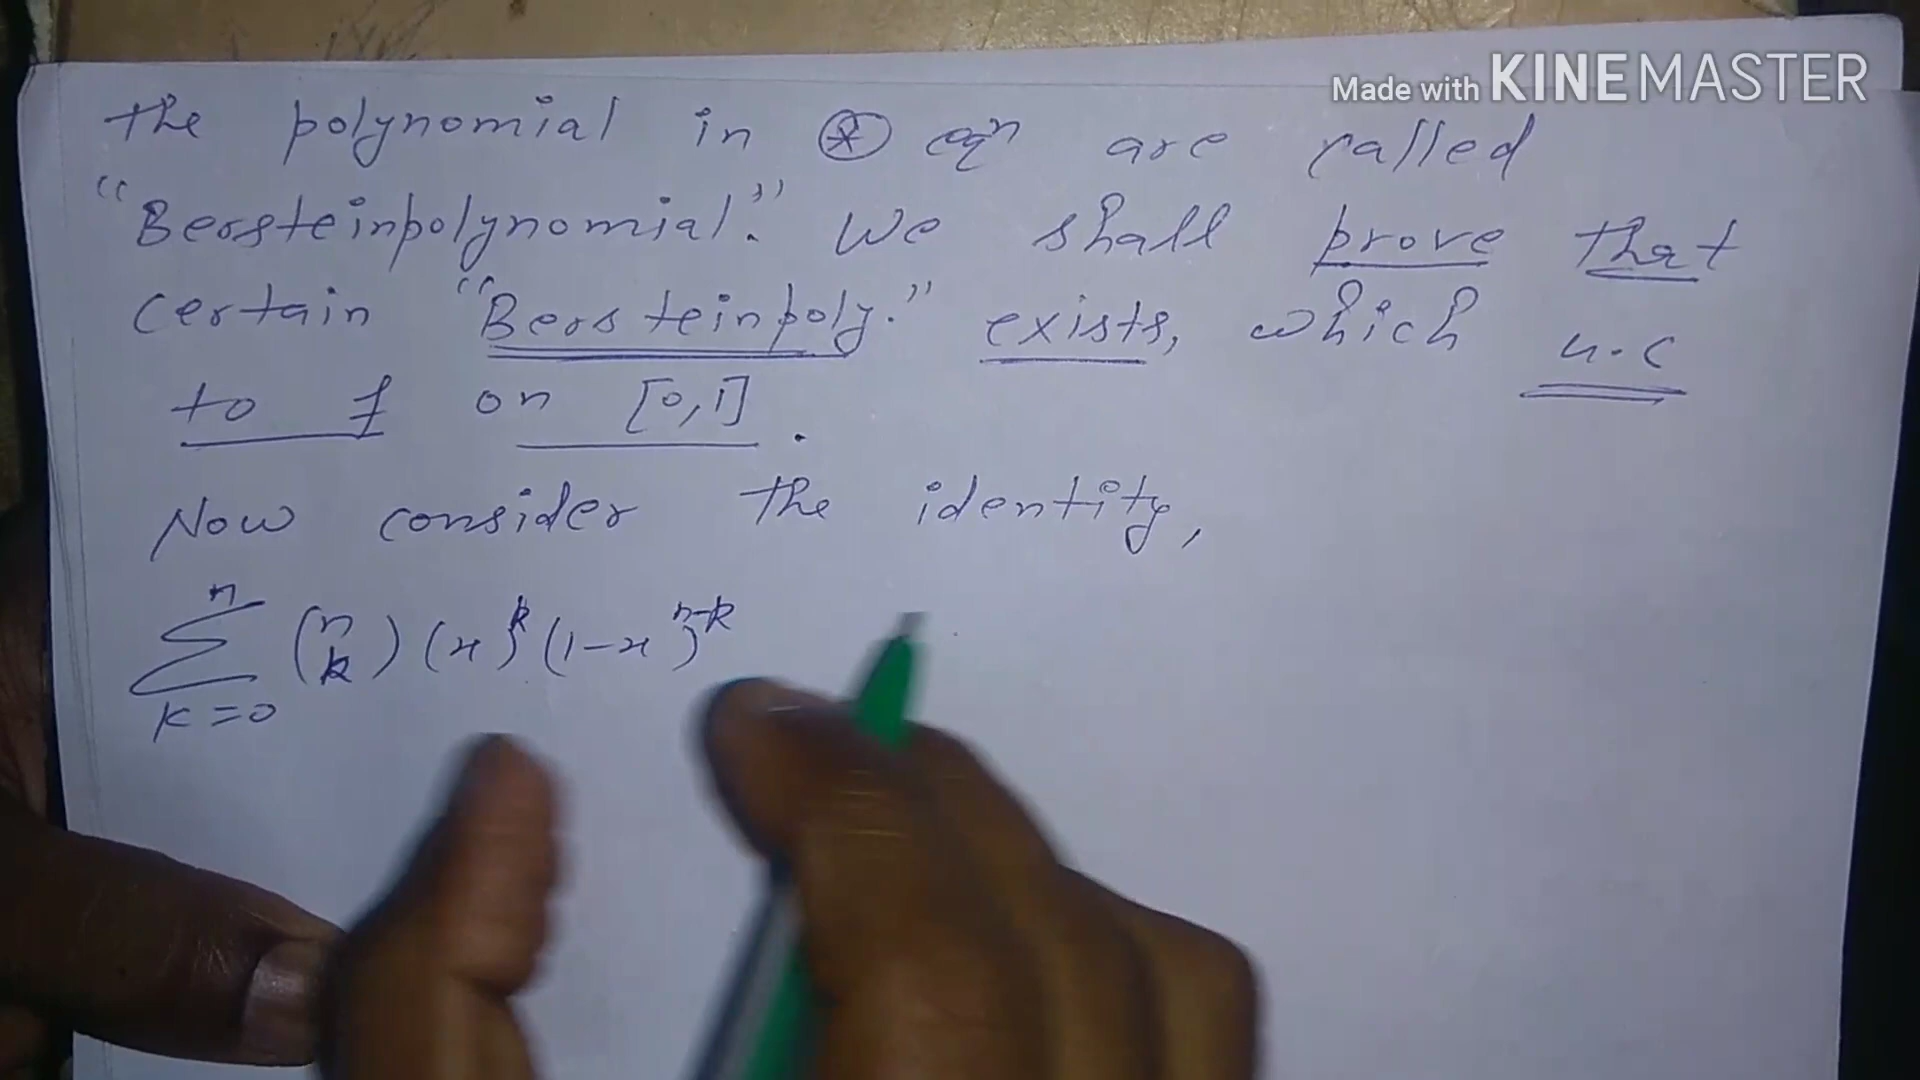 Made with KINEMASTER
the polynomial in ⊛ eqⁿ are called
"Bersteinpolynomial." We shall prove that
certain "Bersteinpoly." exists, which u.c
to f on [0,1].
Now consider the identity,
n
∑ (n k) (x)^k (1-x)^n-k
k=0